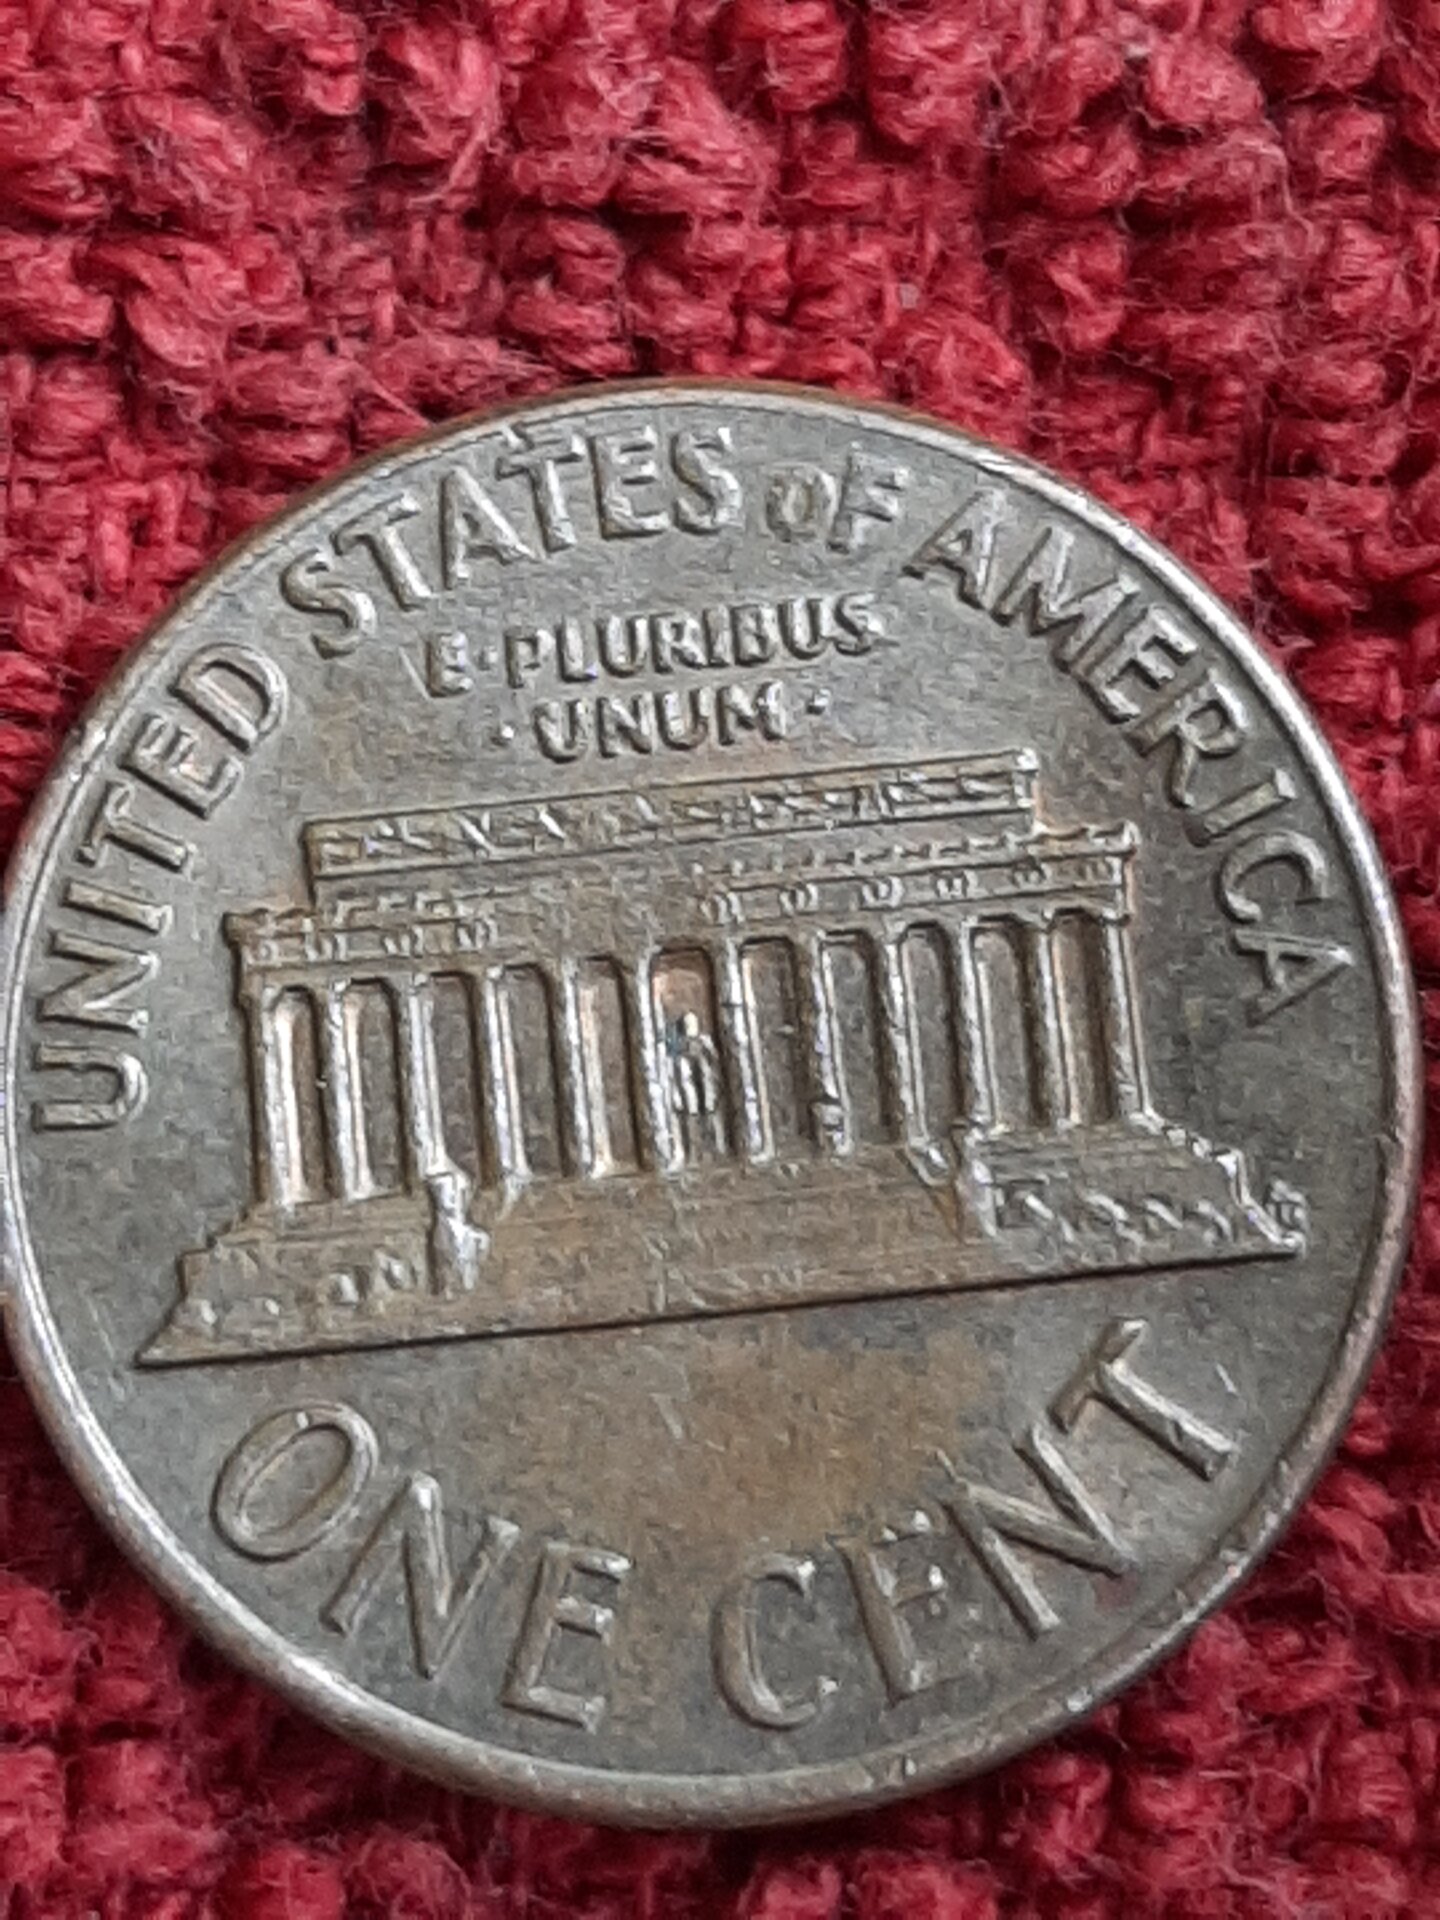 UNITED STATES OF AMERICA
E·PLURIBUS
·UNUM·
ONE CENT